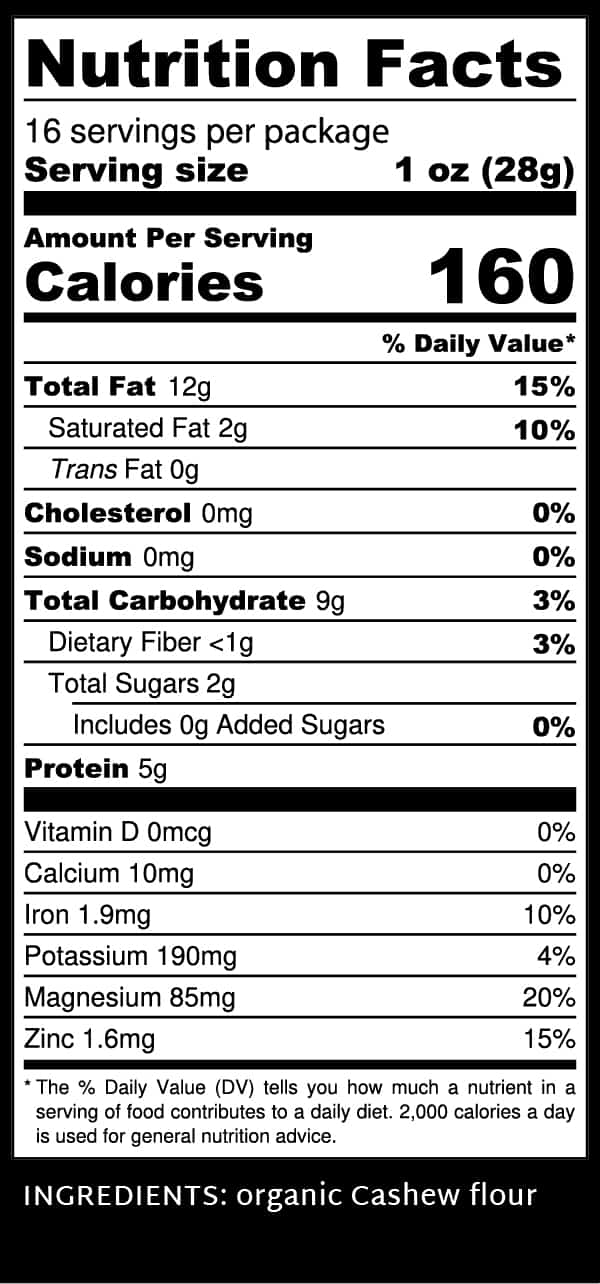 Nutrition Facts
16 servings per package
Serving size 1 oz (28g)
Amount Per Serving
Calories 160
% Daily Value*
Total Fat 12g 15%
Saturated Fat 2g 10%
Trans Fat 0g
Cholesterol 0mg 0%
Sodium 0mg 0%
Total Carbohydrate 9g 3%
Dietary Fiber <1g 3%
Total Sugars 2g
Includes 0g Added Sugars 0%
Protein 5g
Vitamin D 0mcg 0%
Calcium 10mg 0%
Iron 1.9mg 10%
Potassium 190mg 4%
Magnesium 85mg 20%
Zinc 1.6mg 15%
* The % Daily Value (DV) tells you how much a nutrient in a
serving of food contributes to a daily diet. 2,000 calories a day
is used for general nutrition advice.
INGREDIENTS: organic Cashew flour